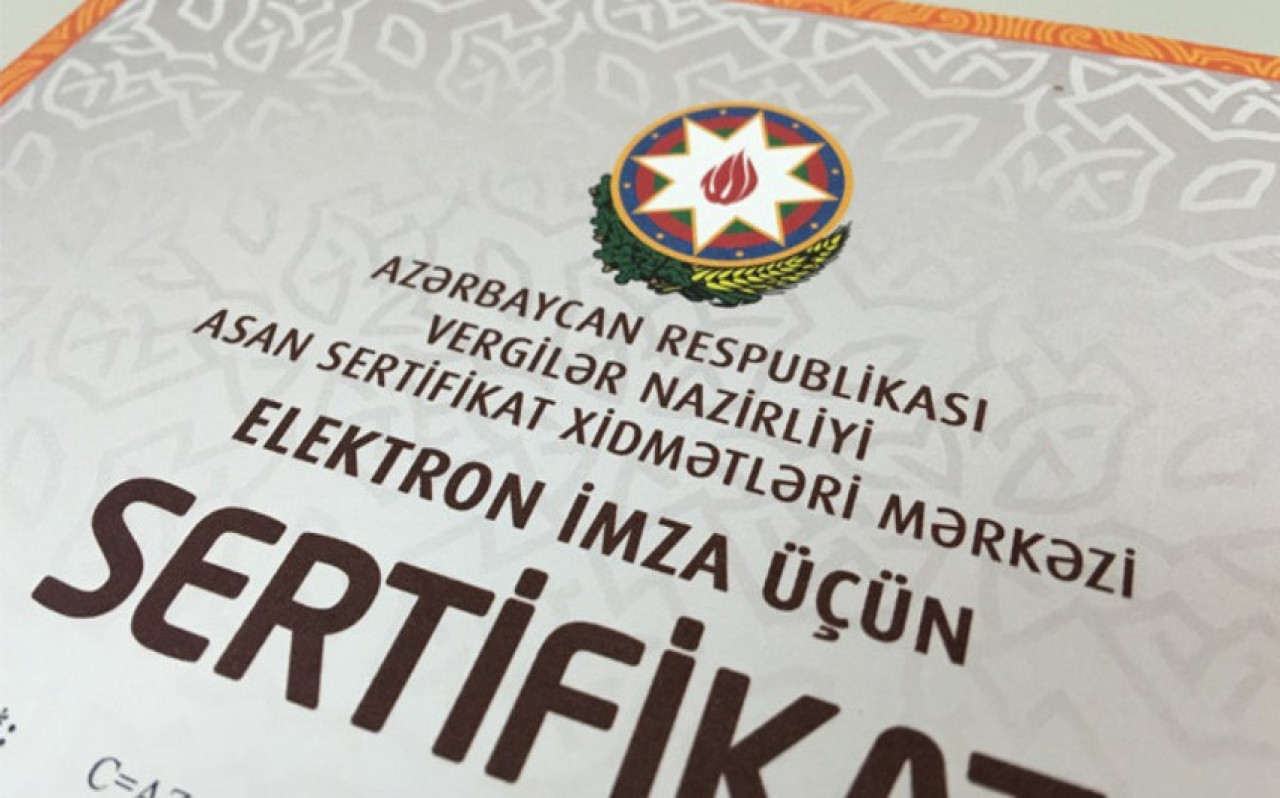 AZƏRBAYCAN RESPUBLİKASI
VERGİLƏR NAZİRLİYİ
ASAN SERTİFİKAT XİDMƏTLƏRİ MƏRKƏZİ
ELEKTRON İMZA ÜÇÜN
SERTİFİKAT
C=AZ